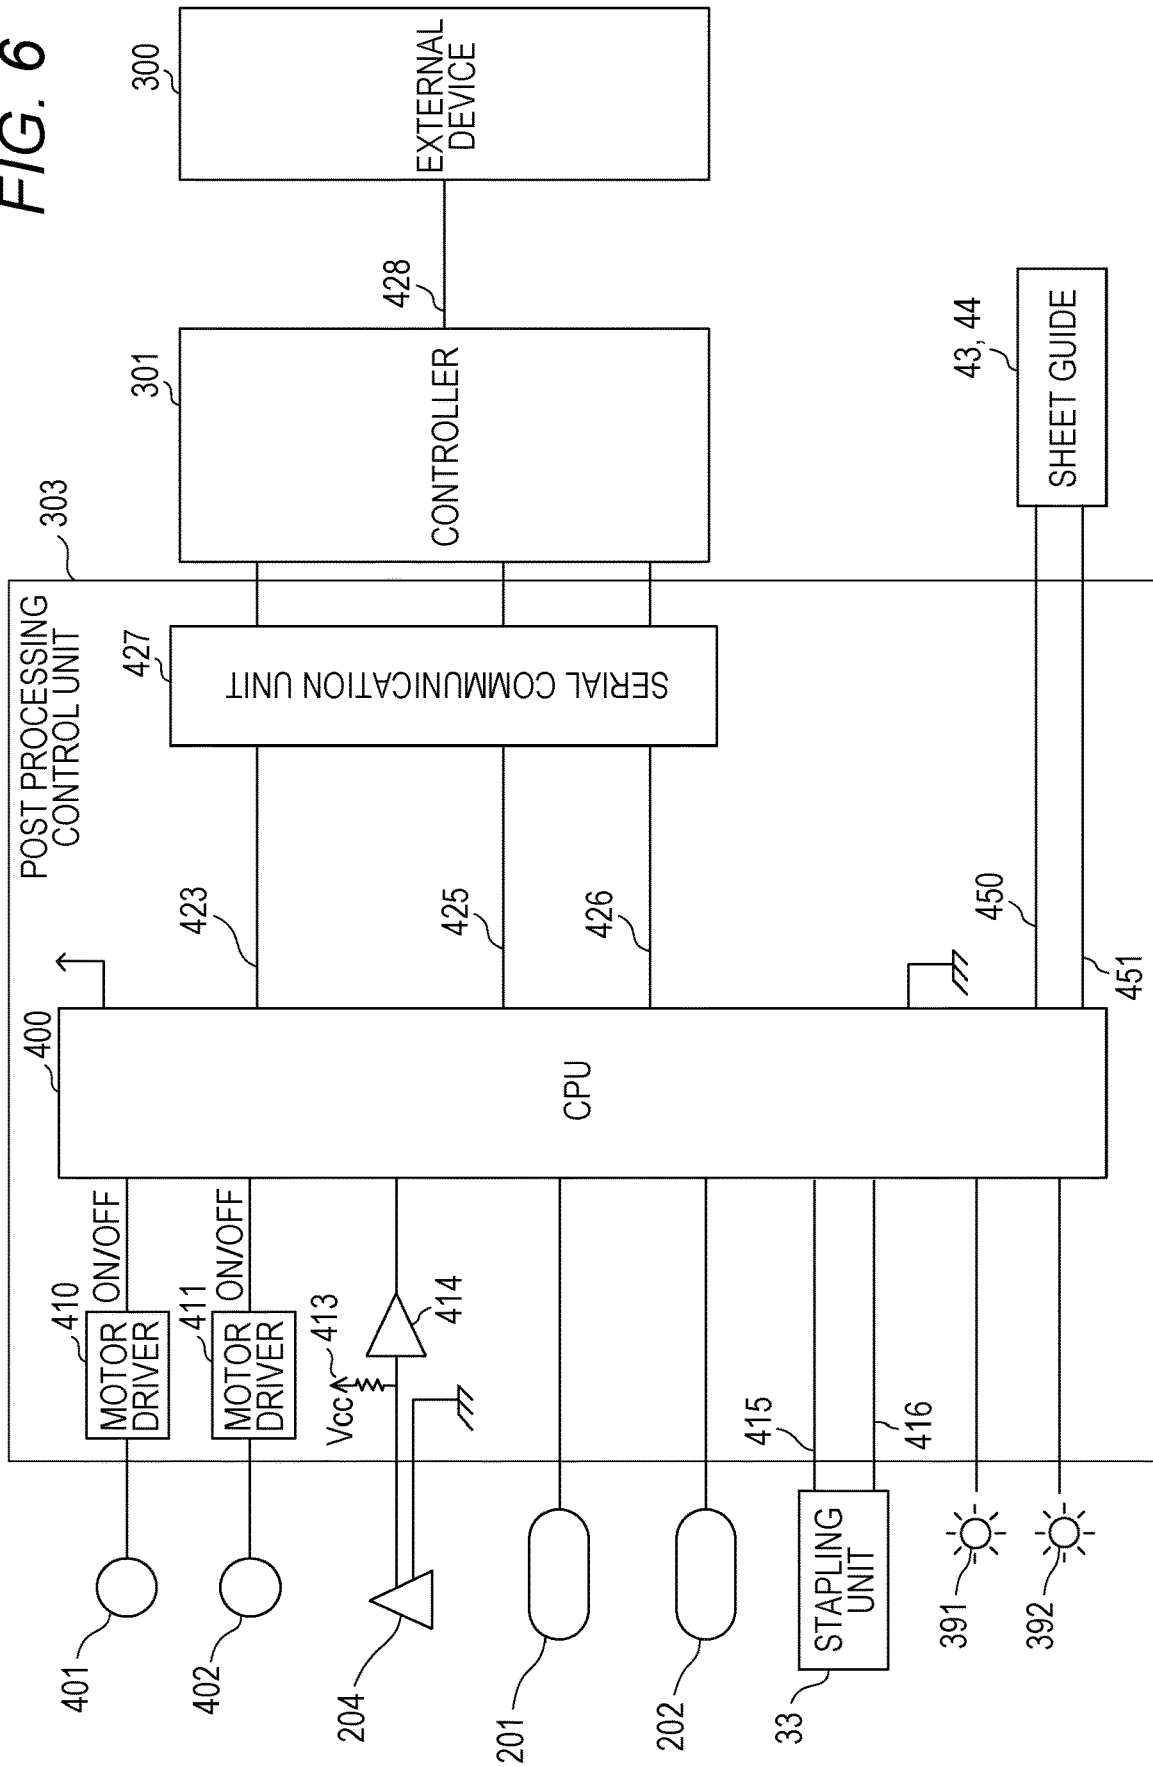 FIG. 6
300
EXTERNAL
DEVICE
428
301
CONTROLLER
43, 44
SHEET GUIDE
303
POST PROCESSING
CONTROL UNIT
427
SERIAL COMMUNICATION UNIT
423
425
426
450
451
400
CPU
410
ON/OFF
MOTOR
DRIVER
411
ON/OFF
MOTOR
DRIVER
413
Vcc
414
415
416
401
402
204
201
202
STAPLING
UNIT
33
391
392